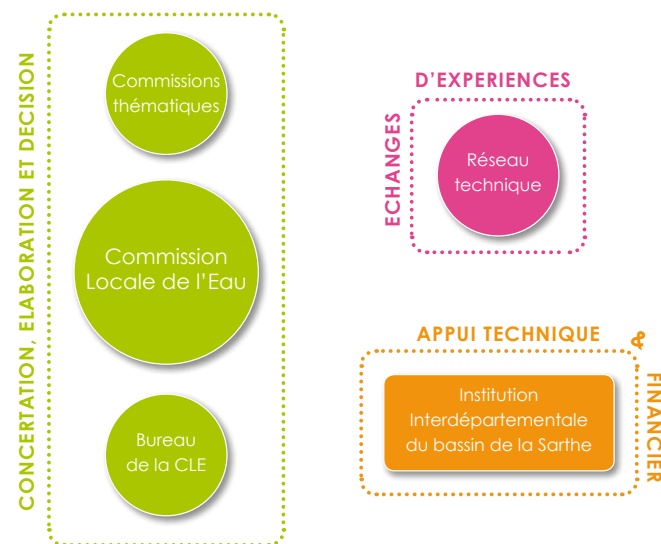 CONCERTATION, ELABORATION ET DECISION
Commissions
thématiques
Commission
Locale de l’Eau
Bureau
de la CLE
ECHANGES
D’EXPERIENCES
Réseau
technique
APPUI TECHNIQUE
&
FINANCIER
Institution
Interdépartementale
du bassin de la Sarthe